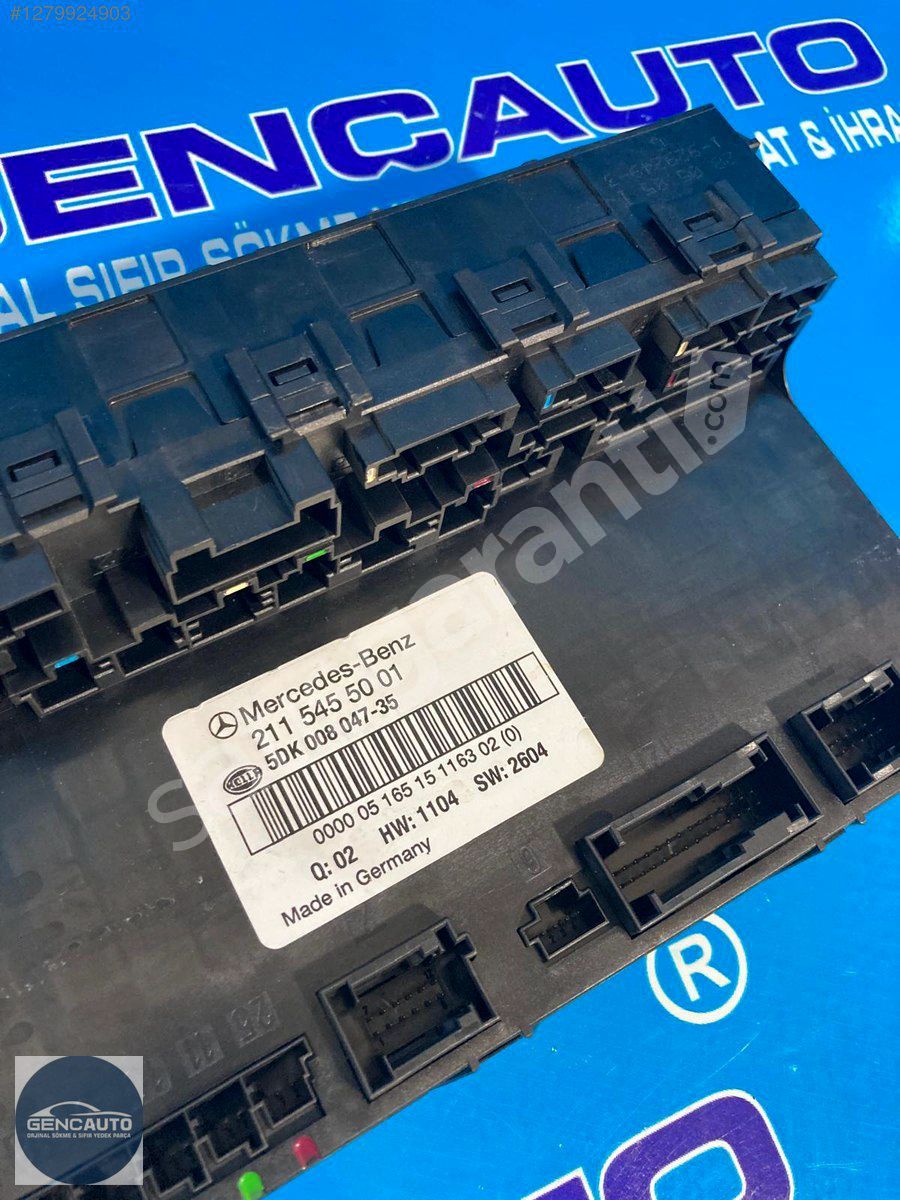 #1279924903
GENCAUTO
AT & İHRA
AL SIFIR SÖKME
sahibinden garanti .com
Mercedes-Benz
211 545 50 01
5DK 008 047-35
0000 05 165 15 1163 02 (0)
Q: 02 HW: 1104 SW: 2604
Made in Germany
®
GENCAUTO
ORJİNAL SÖKME & SIFIR YEDEK PARÇA